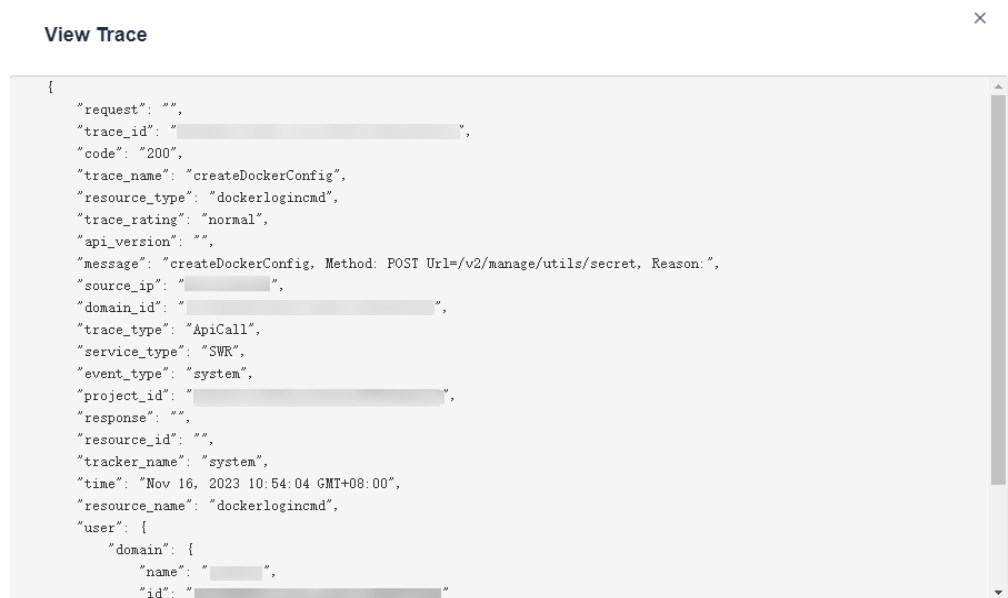 View Trace
{
"request": "",
"trace_id": " ",
"code": "200",
"trace_name": "createDockerConfig",
"resource_type": "dockerlogincmd",
"trace_rating": "normal",
"api_version": "",
"message": "createDockerConfig, Method: POST Url=/v2/manage/utils/secret, Reason:",
"source_ip": " ",
"domain_id": " ",
"trace_type": "ApiCall",
"service_type": "SWR",
"event_type": "system",
"project_id": " ",
"response": "",
"resource_id": "",
"tracker_name": "system",
"time": "Nov 16, 2023 10:54:04 GMT+08:00",
"resource_name": "dockerlogincmd",
"user": {
"domain": {
"name": " ",
"id": " "